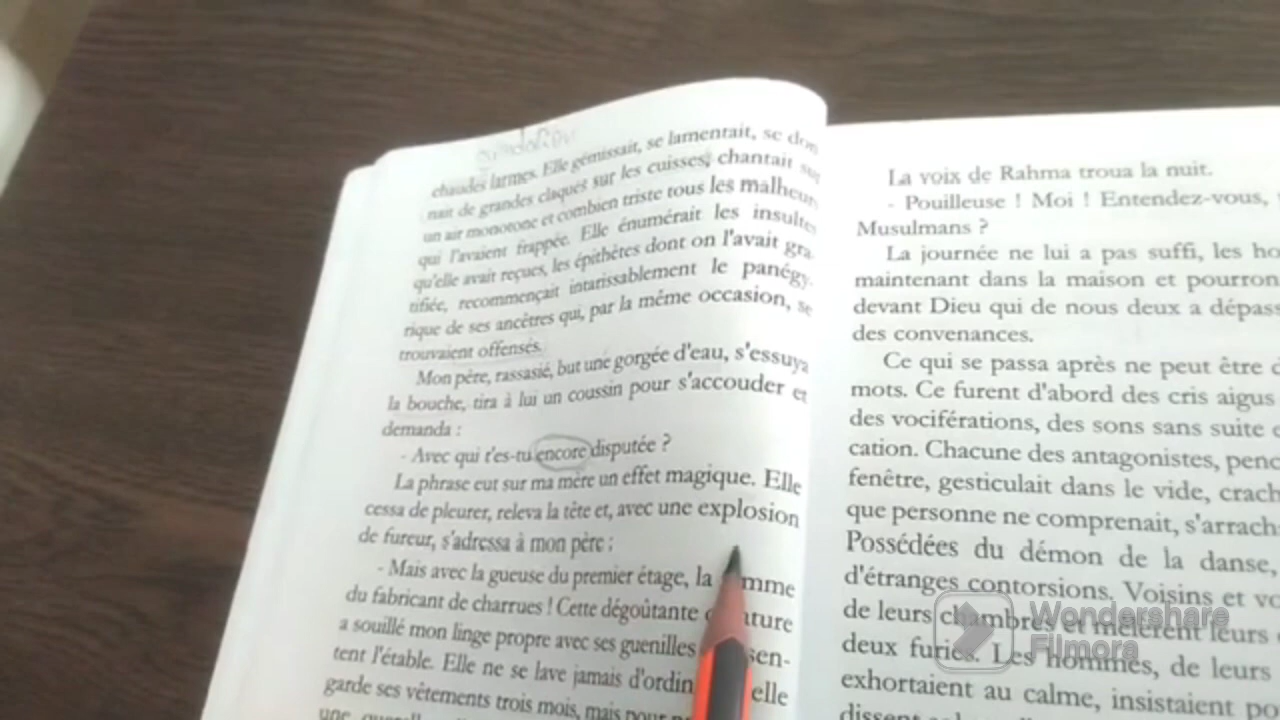 chaudes larmes. Elle gémissait, se lamentait, se don
nait de grandes claques sur les cuisses, chantait sur
un air monotone et combien triste tous les malheurs
qui l'avaient frappée. Elle énumérait les insultes
qu'elle avait reçues, les épithètes dont on l'avait gra
tifiée, recommençait intarissablement le panégy-
rique de ses ancêtres qui, par la même occasion, se
trouvaient offensés.
Mon père, rassasié, but une gorgée d'eau, s'essuya
la bouche, tira à lui un coussin pour s'accouder et
demanda :
- Avec qui t'es-tu encore disputée ?
La phrase eut sur ma mère un effet magique. Elle
cessa de pleurer, releva la tête et, avec une explosion
de fureur, s'adressa à mon père :
- Mais avec la gueuse du premier étage, la mme
du fabricant de charrues ! Cette dégoûtante ature
a souillé mon linge propre avec ses guenilles sen-
tent l'étable. Elle ne se lave jamais d'ordin elle
garde ses vêtements trois mois, mais pour
une
La voix de Rahma troua la nuit.
- Pouilleuse ! Moi ! Entendez-vous,
Musulmans ?
La journée ne lui a pas suffi, les
maintenant dans la maison et pourron
devant Dieu qui de nous deux a dépass
des convenances.
Ce qui se passa après ne peut être
mots. Ce furent d'abord des cris aigus
des vociférations, des sons sans suite
cation. Chacune des antagonistes, penc
fenêtre, gesticulait dans le vide, crach
que personne ne comprenait, s'arrach
Possédées du démon de la danse,
d'étranges contorsions. Voisins et vo
de leurs chambres et mêlèrent leurs
deux furies. Les hommes, de leurs
exhortaient au calme, insistaient po
Wondershare
Filmora